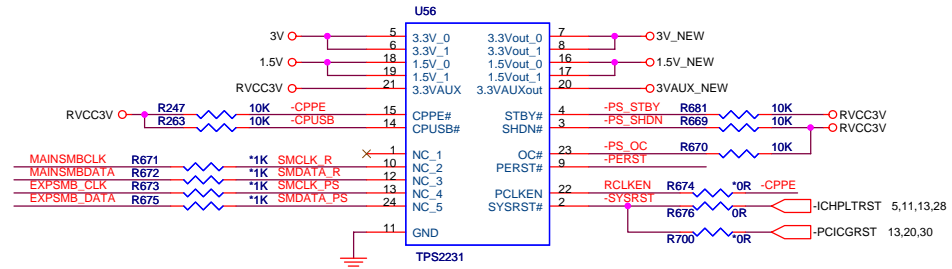 U56
3V 5 3.3V_0 3.3Vout_0 7 3V_NEW
6 3.3V_1 3.3Vout_1 8
1.5V 18 1.5V_0 1.5Vout_0 16 1.5V_NEW
19 1.5V_1 1.5Vout_1 17
RVCC3V 21 3.3VAUX 3.3VAUXout 20 3VAUX_NEW
RVCC3V R247 10K -CPPE 15 CPPE# STBY# 4 -PS_STBY R681 10K RVCC3V
R263 10K -CPUSB 14 CPUSB# SHDN# 3 -PS_SHDN R669 10K RVCC3V
1 NC_1 OC# 23 -PS_OC R670 10K
MAINSMBCLK R671 *1K SMCLK_R 10 NC_2 PERST# 9 -PERST
MAINSMBDATA R672 *1K SMDATA_R 12 NC_3
EXPSMB_CLK R673 *1K SMCLK_PS 13 NC_4 PCLKEN 22 RCLKEN R674 *0R -CPPE
EXPSMB_DATA R675 *1K SMDATA_PS 24 NC_5 SYSRST# 2 -SYSRST R676 0R -ICHPLTRST 5,11,13,28
11 GND R700 *0R -PCICGRST 13,20,30
TPS2231